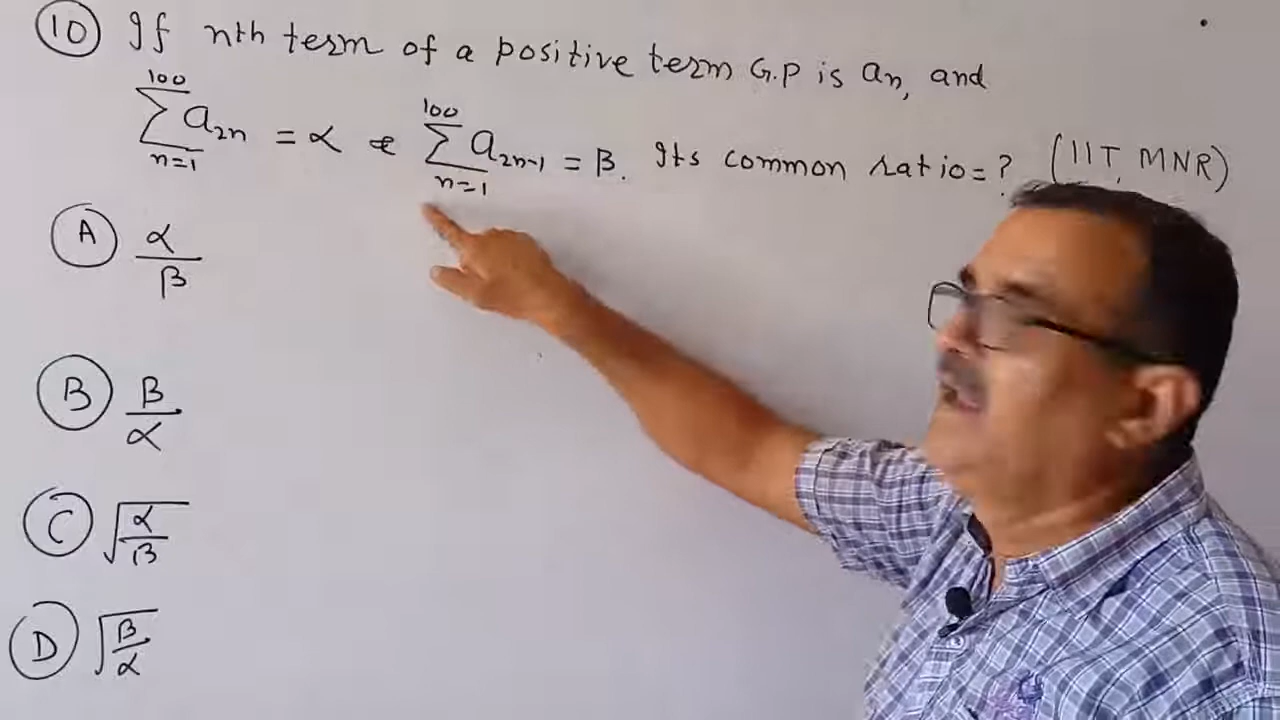 10 If nth term of a positive term G.P is an, and
100 ∑ n=1 a2n = α & 100 ∑ n=1 a2n-1 = β. Its common ratio=? (IIT, MNR)
A α/β
B β/α
C √α/β
D √β/α